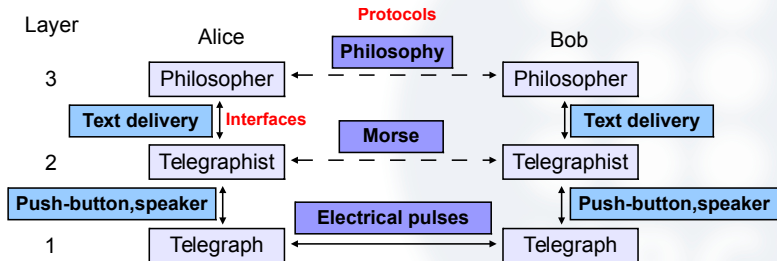 Protocols
Layer
Alice
Bob
Philosophy
3
Philosopher
Philosopher
Text delivery
Interfaces
Text delivery
Morse
2
Telegraphist
Telegraphist
Push-button,speaker
Push-button,speaker
Electrical pulses
1
Telegraph
Telegraph